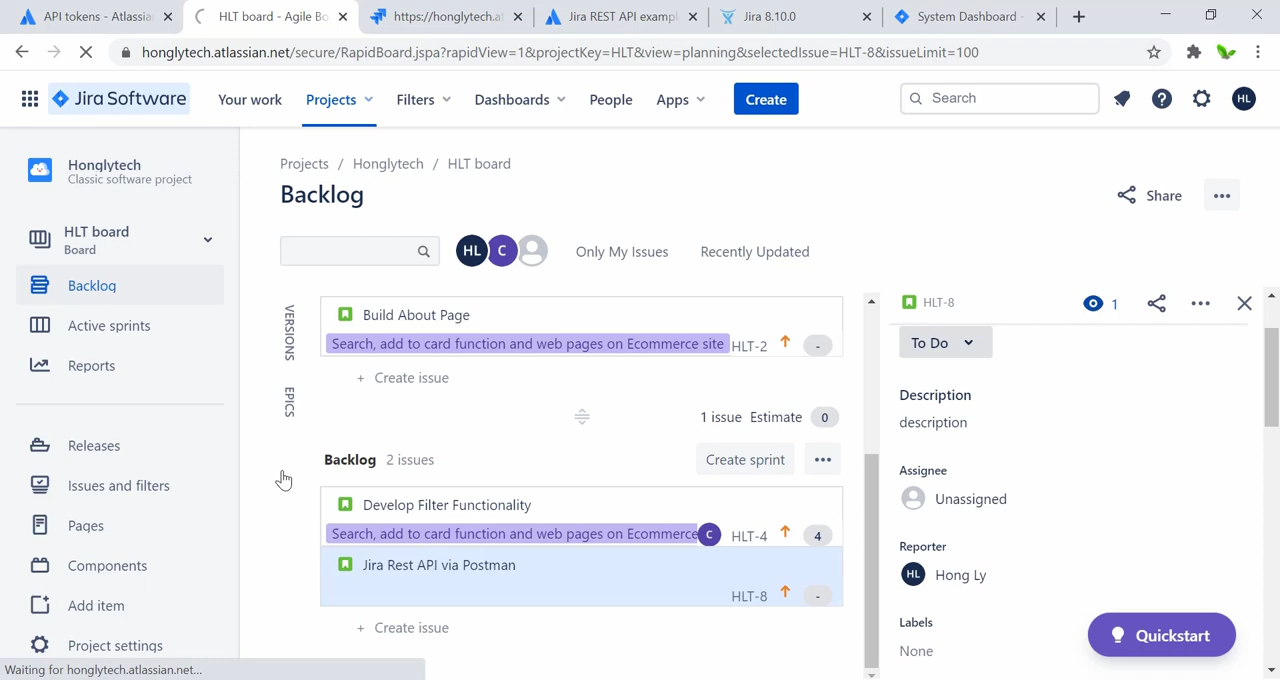 API tokens - Atlassia
HLT board - Agile Bo
https://honglytech.at
Jira REST API exampl
Jira 8.10.0
System Dashboard -
honglytech.atlassian.net/secure/RapidBoard.jspa?rapidView=1&projectKey=HLT&view=planning&selectedIssue=HLT-8&issueLimit=100
Jira Software
Your work
Projects
Filters
Dashboards
People
Apps
Create
Search
HL
Honglytech
Classic software project
HLT board
Board
Backlog
Active sprints
Reports
Releases
Issues and filters
Pages
Components
Add item
Project settings
Waiting for honglytech.atlassian.net...
Projects / Honglytech / HLT board
Backlog
Share
HL C
Only My Issues
Recently Updated
VERSIONS
EPICS
Build About Page
Search, add to card function and web pages on Ecommerce site HLT-2 -
+ Create issue
1 issue Estimate 0
Backlog 2 issues
Create sprint
Develop Filter Functionality
Search, add to card function and web pages on Ecommerce C HLT-4 4
Jira Rest API via Postman
HLT-8 -
+ Create issue
HLT-8
1
To Do
Description
description
Assignee
Unassigned
Reporter
HL Hong Ly
Labels
None
Quickstart